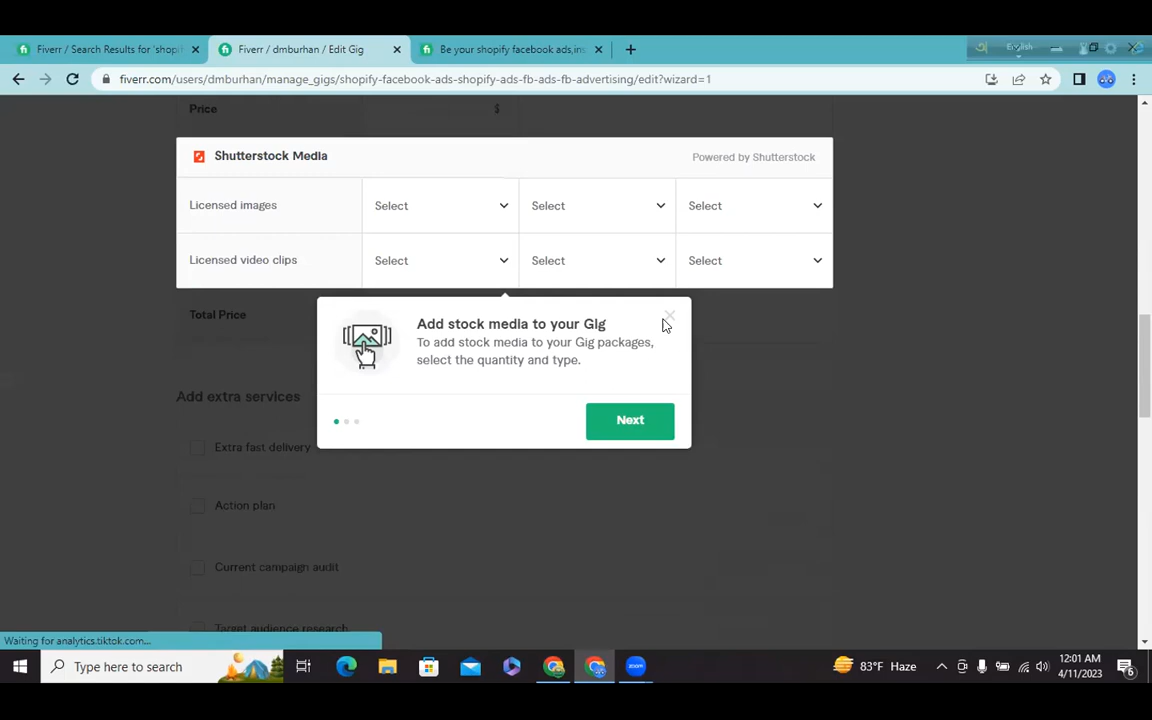 Fiverr / Search Results for 'shopif
Fiverr / dmburhan / Edit Gig
Be your shopify facebook ads,ins
English
fiverr.com/users/dmburhan/manage_gigs/shopify-facebook-ads-shopify-ads-fb-ads-fb-advertising/edit?wizard=1
Price $
Shutterstock Media Powered by Shutterstock
Licensed images Select Select Select
Licensed video clips Select Select Select
Total Price
Add stock media to your Gig
To add stock media to your Gig packages,
select the quantity and type.
Next
Add extra services
Extra fast delivery
Action plan
Current campaign audit
Target audience research
Waiting for analytics.tiktok.com...
Type here to search
zoom
83°F Haze
12:01 AM
4/11/2023
6